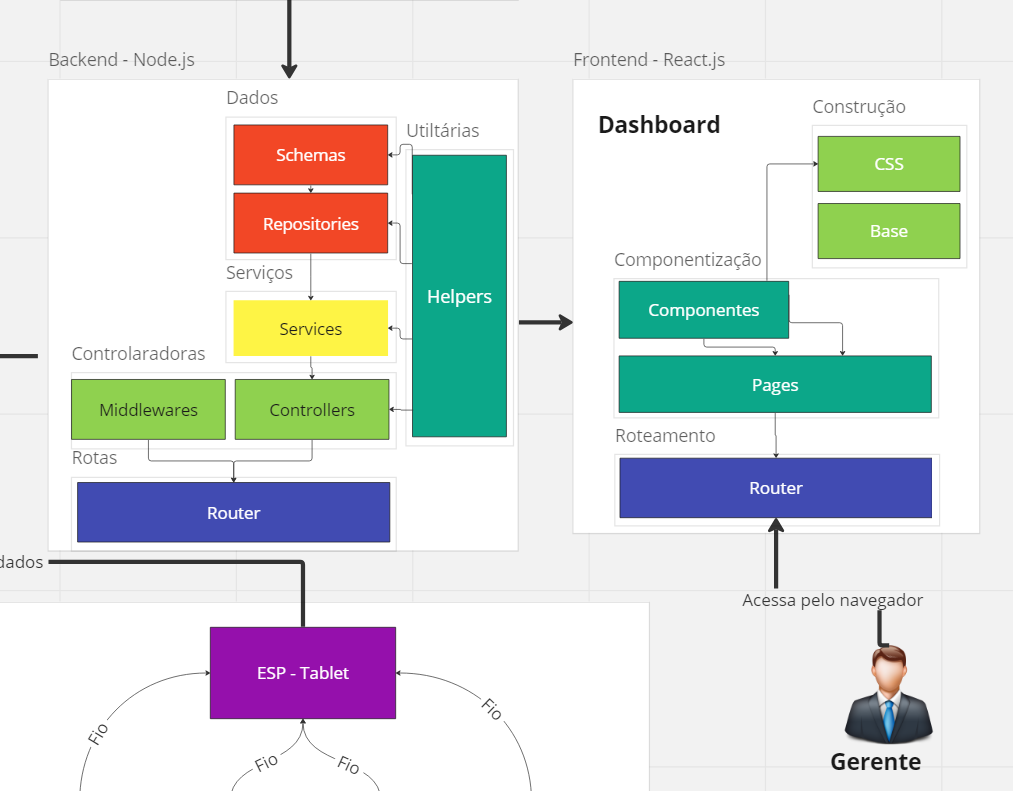 Backend - Node.js
Dados
Schemas
Repositories
Utiltárias
Helpers
Serviços
Services
Controlaradoras
Middlewares
Controllers
Rotas
Router
Frontend - React.js
Dashboard
Construção
CSS
Base
Componentização
Componentes
Pages
Roteamento
Router
Acessa pelo navegador
Gerente
dados
ESP - Tablet
Fio
Fio
Fio
Fio